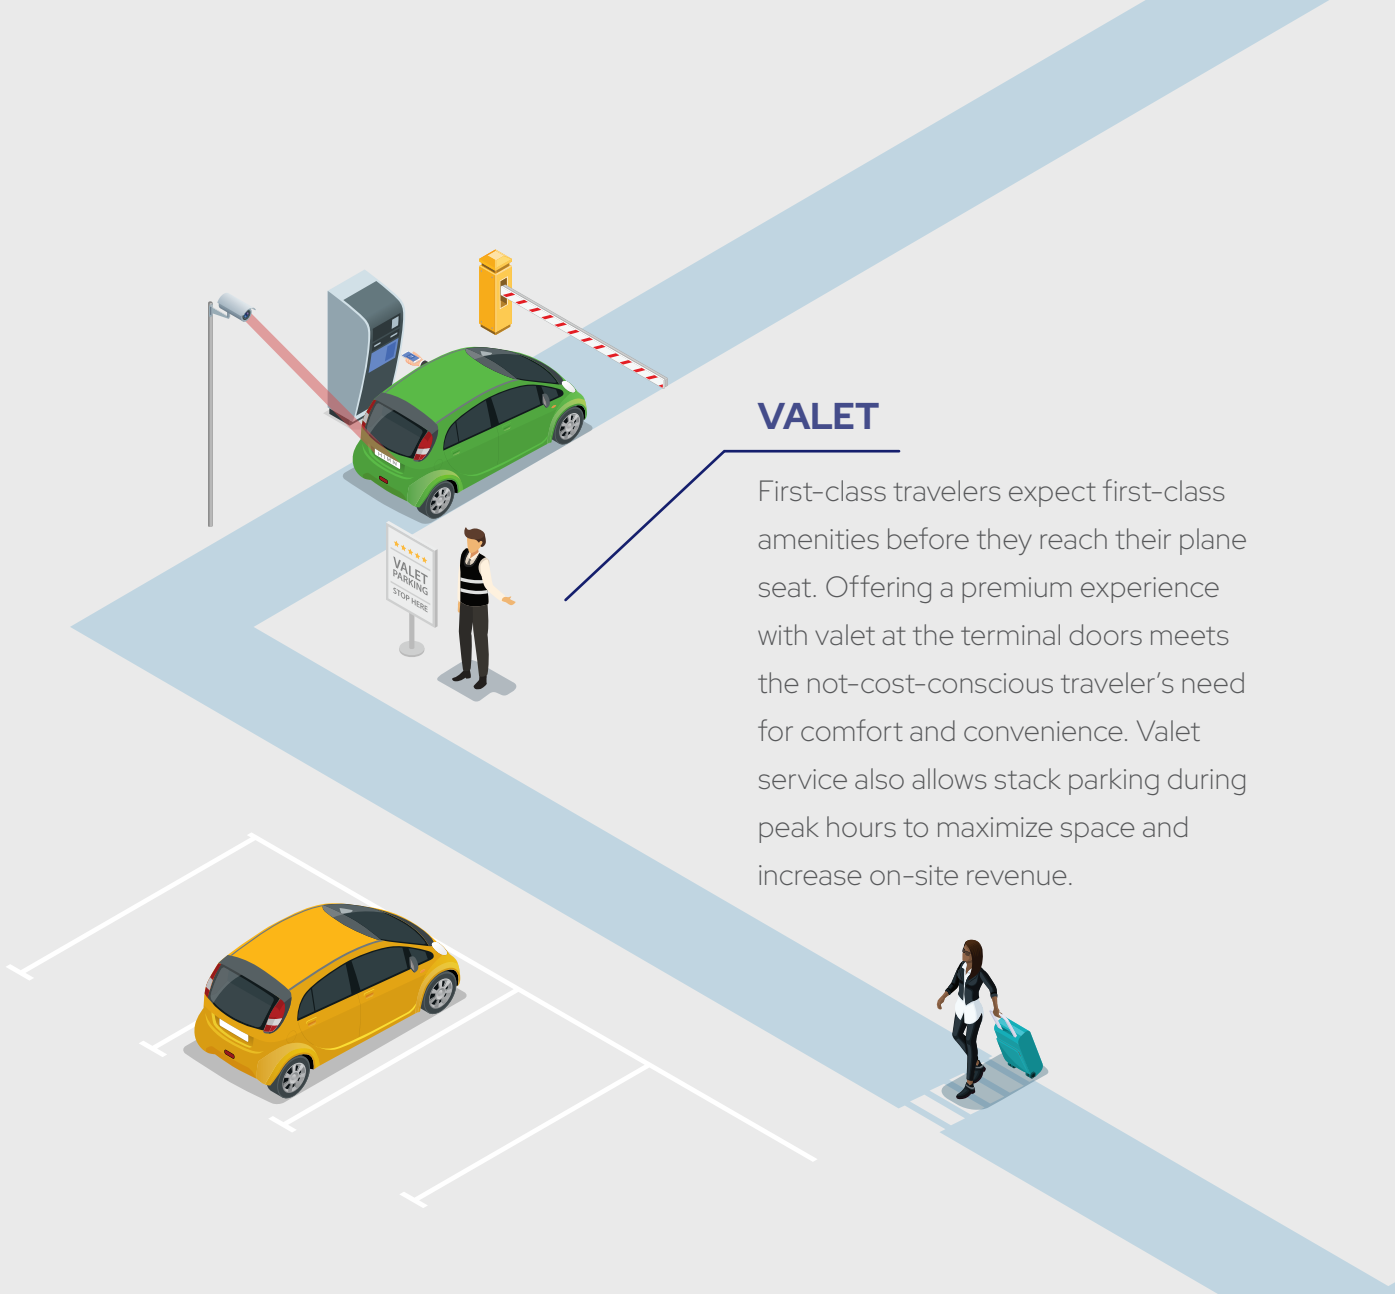 VALET
First-class travelers expect first-class
amenities before they reach their plane
seat. Offering a premium experience
with valet at the terminal doors meets
the not-cost-conscious traveler's need
for comfort and convenience. Valet
service also allows stack parking during
peak hours to maximize space and
increase on-site revenue.
VALET
PARKING
STOP HERE